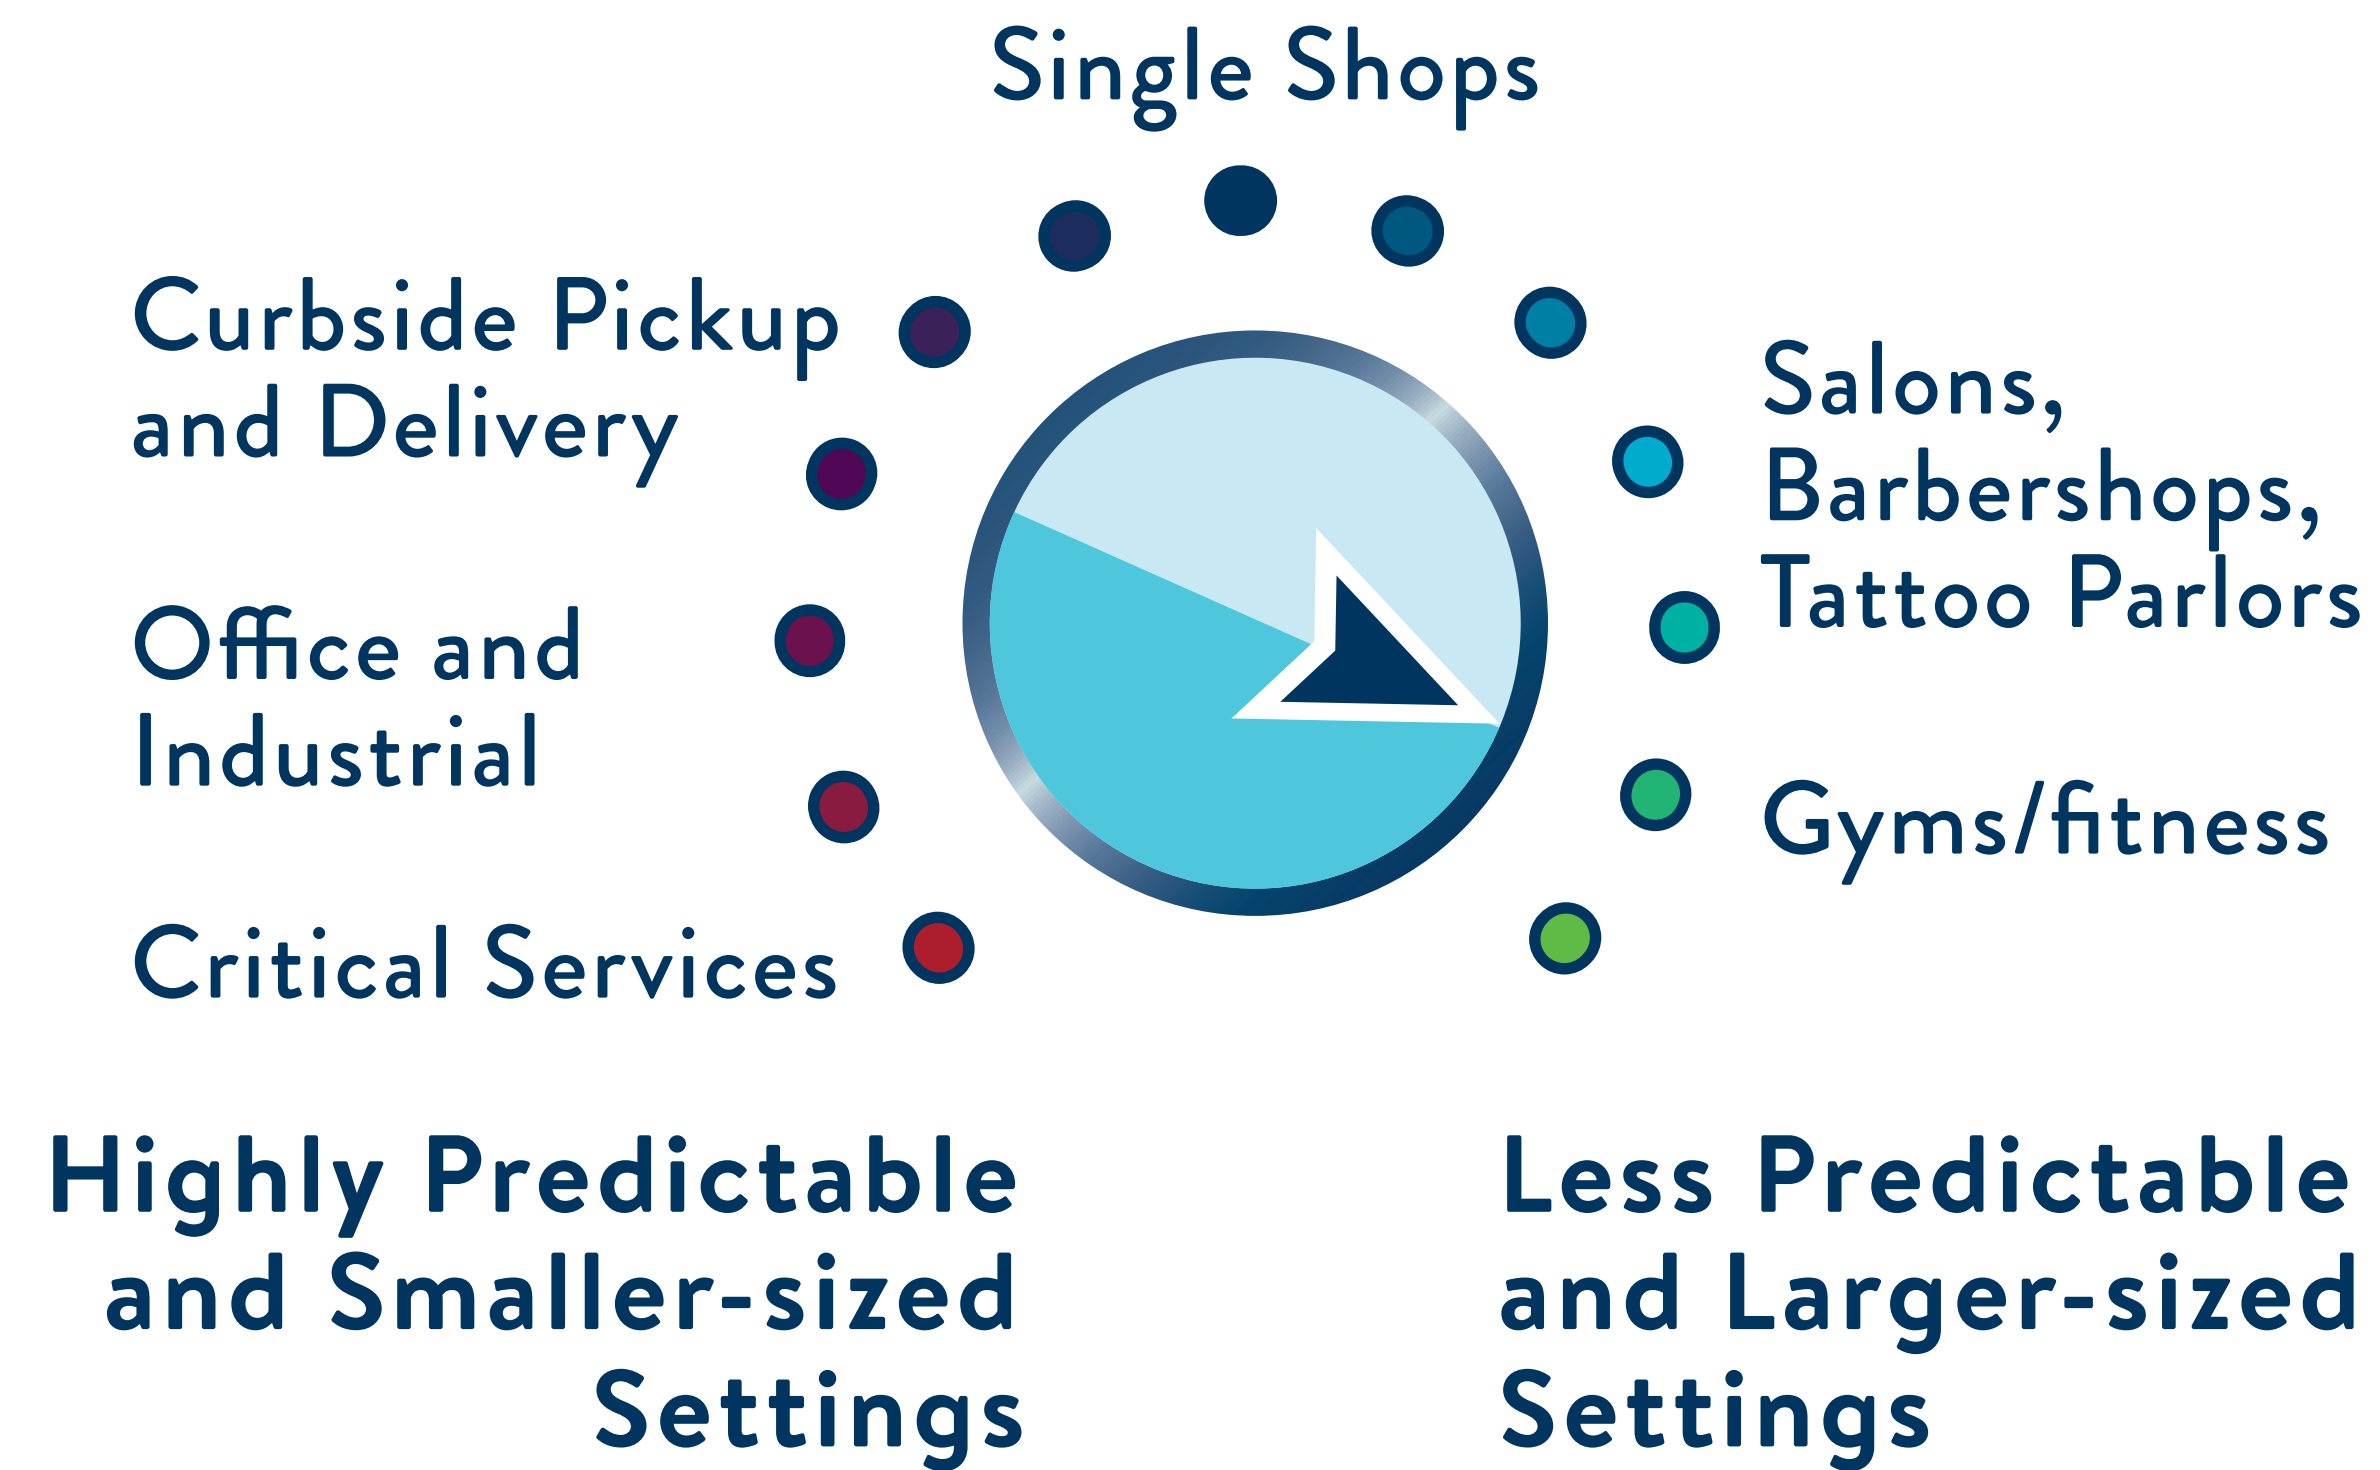 Single Shops
Curbside Pickup
and Delivery
Office and
Industrial
Critical Services
Salons,
Barbershops,
Tattoo Parlors
Gyms/fitness
Highly Predictable
and Smaller-sized
Settings
Less Predictable
and Larger-sized
Settings